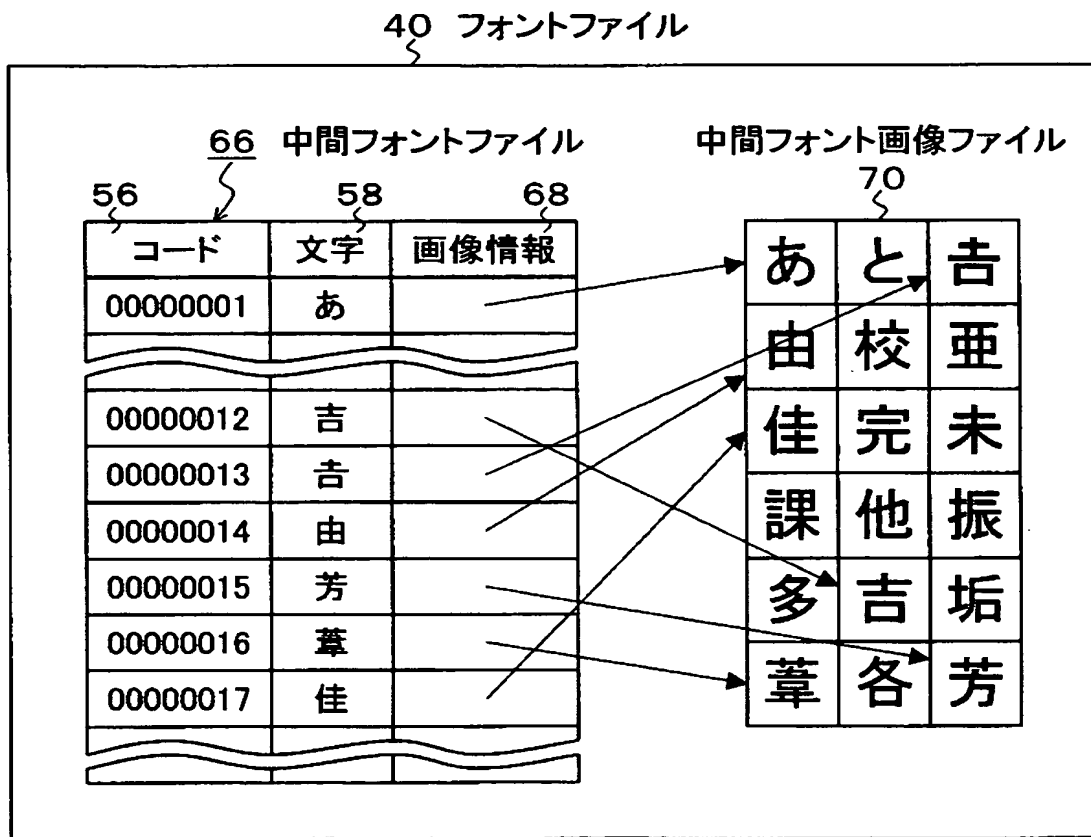 40 フォントファイル
66 中間フォントファイル
56 58 68
コード 文字 画像情報
00000001 あ
00000012 吉
00000013 𠮷
00000014 由
00000015 芳
00000016 葦
00000017 佳
中間フォント画像ファイル
70
あ と 𠮷
由 校 亜
佳 完 未
課 他 振
多 吉 垢
葦 各 芳